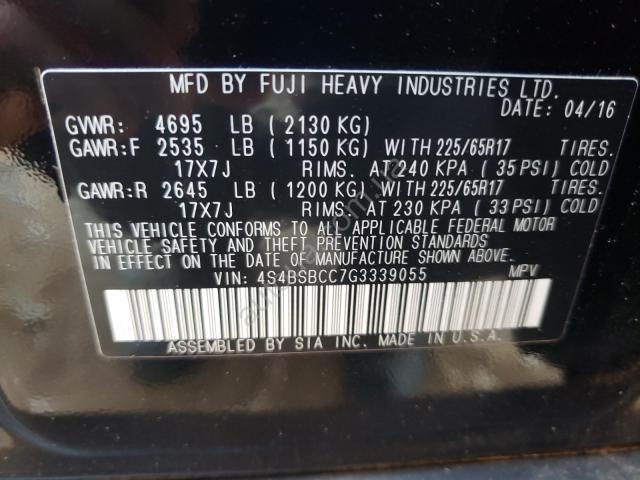 MFD BY FUJI HEAVY INDUSTRIES LTD.
DATE: 04/16
GVWR: 4695 LB ( 2130 KG)
GAWR:F 2535 LB ( 1150 KG) WITH 225/65R17 TIRES.
17X7J RIMS. AT 240 KPA ( 35 PSI) COLD
GAWR:R 2645 LB ( 1200 KG) WITH 225/65R17 TIRES.
17X7J RIMS. AT 230 KPA ( 33 PSI) COLD
THIS VEHICLE CONFORMS TO ALL APPLICABLE FEDERAL MOTOR
VEHICLE SAFETY AND THEFT PREVENTION STANDARDS
IN EFFECT ON THE DATE OF MANUFACTURE SHOWN ABOVE.
VIN: 4S4BSBCC7G3339055 MPV
ASSEMBLED BY SIA INC. MADE IN U.S.A.